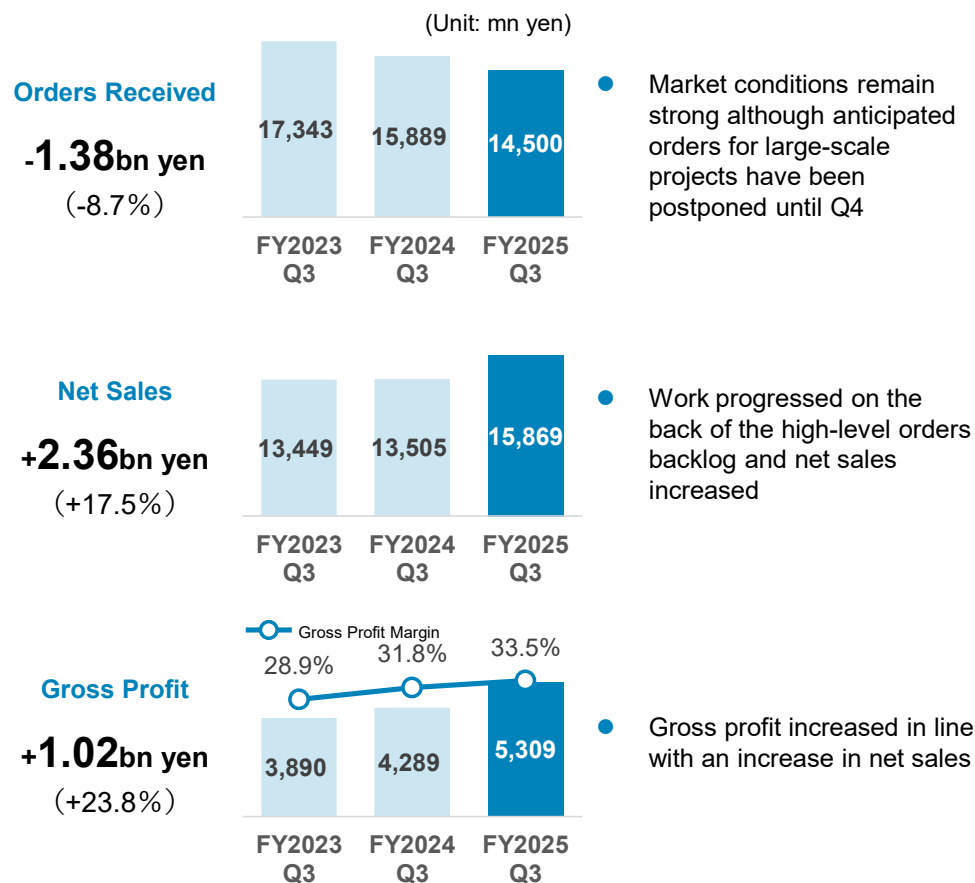 (Unit: mn yen)
Orders Received
-1.38bn yen
（-8.7％）
17,343
15,889
14,500
FY2023
Q3
FY2024
Q3
FY2025
Q3
● Market conditions remain
strong although anticipated
orders for large-scale
projects have been
postponed until Q4
Net Sales
+2.36bn yen
（+17.5％）
13,449
13,505
15,869
FY2023
Q3
FY2024
Q3
FY2025
Q3
● Work progressed on the
back of the high-level orders
backlog and net sales
increased
Gross Profit
+1.02bn yen
（+23.8％）
Gross Profit Margin
28.9%
31.8%
33.5%
3,890
4,289
5,309
FY2023
Q3
FY2024
Q3
FY2025
Q3
● Gross profit increased in line
with an increase in net sales